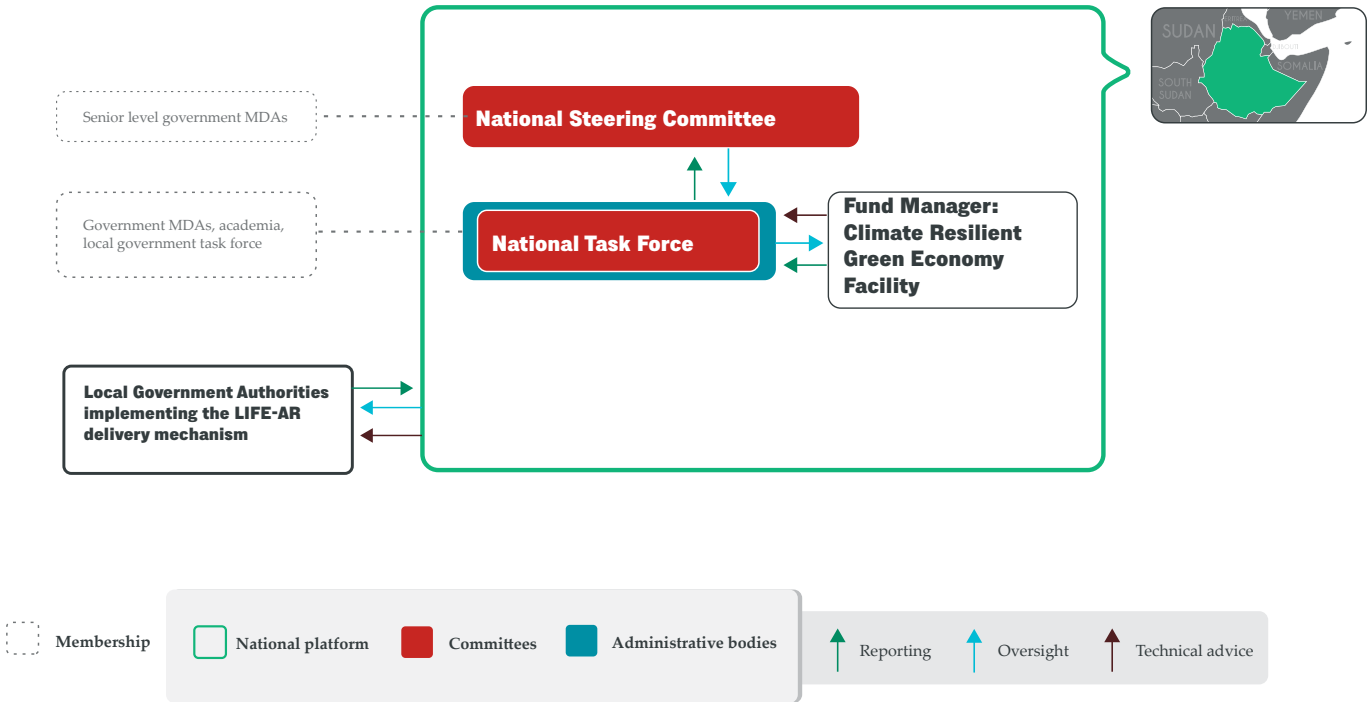 SUDAN
YEMEN
DJIBOUTI
SOMALIA
SOUTH
SUDAN
Senior level government MDAs
National Steering Committee
Government MDAs, academia,
local government task force
National Task Force
Fund Manager:
Climate Resilient
Green Economy
Facility
Local Government Authorities
implementing the LIFE-AR
delivery mechanism
Membership
National platform
Committees
Administrative bodies
Reporting
Oversight
Technical advice